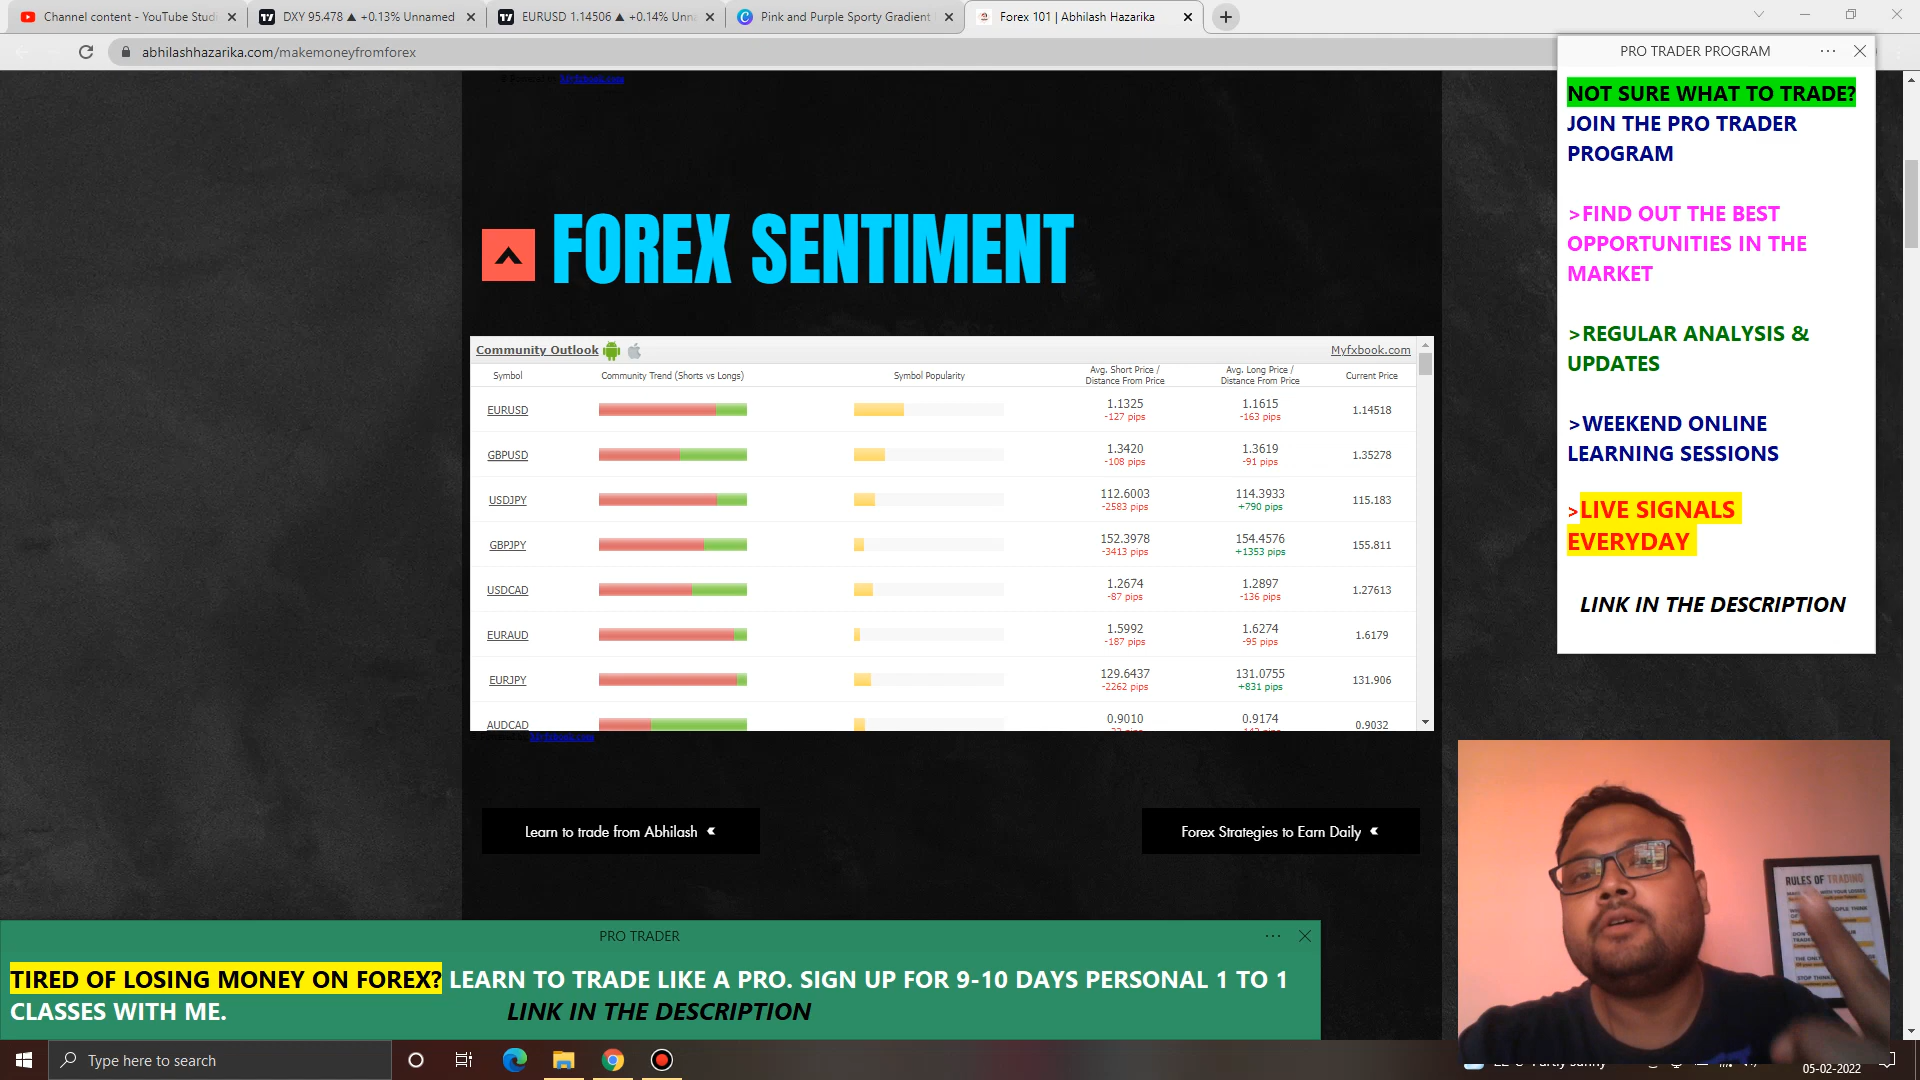 Channel content - YouTube Studi
DXY 95.478 ▲ +0.13% Unnamed
EURUSD 1.14506 ▲ +0.14% Unna
Pink and Purple Sporty Gradient
Forex 101 | Abhilash Hazarika
abhilashhazarika.com/makemoneyfromforex
Myfxbook.com
FOREX SENTIMENT
Community Outlook
Myfxbook.com
Symbol
Community Trend (Shorts vs Longs)
Symbol Popularity
Avg. Short Price /
Distance From Price
Avg. Long Price /
Distance From Price
Current Price
EURUSD
1.1325
-127 pips
1.1615
-163 pips
1.14518
GBPUSD
1.3420
-108 pips
1.3619
-91 pips
1.35278
USDJPY
112.6003
-2583 pips
114.3933
+790 pips
115.183
GBPJPY
152.3978
-3413 pips
154.4576
+1353 pips
155.811
USDCAD
1.2674
-87 pips
1.2897
-136 pips
1.27613
EURAUD
1.5992
-187 pips
1.6274
-95 pips
1.6179
EURJPY
129.6437
-2262 pips
131.0755
+831 pips
131.906
AUDCAD
0.9010
0.9174
0.9032
Myfxbook.com
Learn to trade from Abhilash
Forex Strategies to Earn Daily
PRO TRADER PROGRAM
NOT SURE WHAT TO TRADE?
JOIN THE PRO TRADER
PROGRAM
>FIND OUT THE BEST
OPPORTUNITIES IN THE
MARKET
>REGULAR ANALYSIS &
UPDATES
>WEEKEND ONLINE
LEARNING SESSIONS
>LIVE SIGNALS
EVERYDAY
LINK IN THE DESCRIPTION
RULES OF TRADING
PRO TRADER
TIRED OF LOSING MONEY ON FOREX? LEARN TO TRADE LIKE A PRO. SIGN UP FOR 9-10 DAYS PERSONAL 1 TO 1
CLASSES WITH ME. LINK IN THE DESCRIPTION
Type here to search
05-02-2022